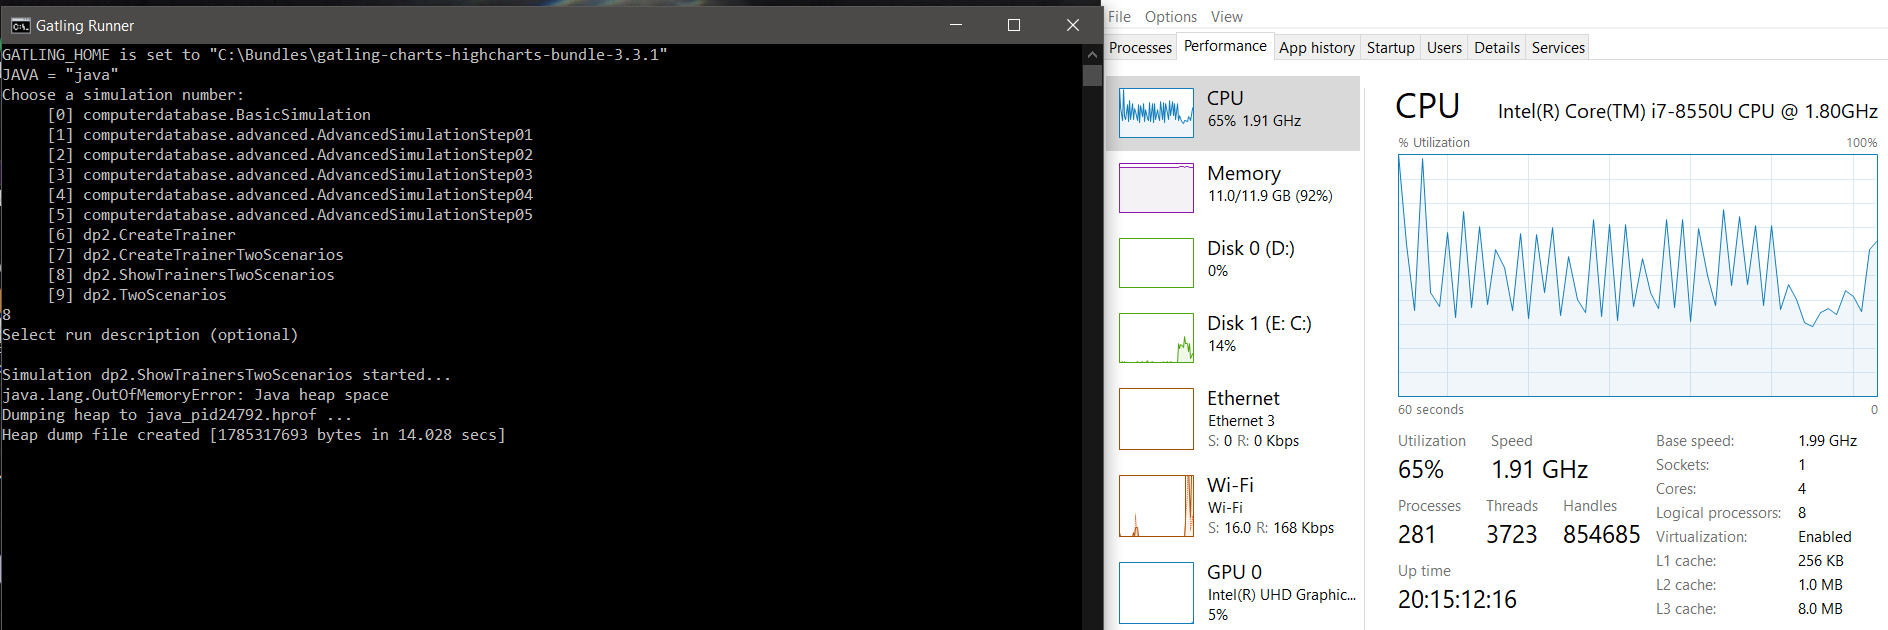 Gatling Runner
GATLING_HOME is set to "C:\Bundles\gatling-charts-highcharts-bundle-3.3.1"
JAVA = "java"
Choose a simulation number:
[0] computerdatabase.BasicSimulation
[1] computerdatabase.advanced.AdvancedSimulationStep01
[2] computerdatabase.advanced.AdvancedSimulationStep02
[3] computerdatabase.advanced.AdvancedSimulationStep03
[4] computerdatabase.advanced.AdvancedSimulationStep04
[5] computerdatabase.advanced.AdvancedSimulationStep05
[6] dp2.CreateTrainer
[7] dp2.CreateTrainerTwoScenarios
[8] dp2.ShowTrainersTwoScenarios
[9] dp2.TwoScenarios
8
Select run description (optional)
Simulation dp2.ShowTrainersTwoScenarios started...
java.lang.OutOfMemoryError: Java heap space
Dumping heap to java_pid24792.hprof ...
Heap dump file created [1785317693 bytes in 14.028 secs]
File Options View
Processes Performance App history Startup Users Details Services
CPU
65% 1.91 GHz
Memory
11.0/11.9 GB (92%)
Disk 0 (D:)
0%
Disk 1 (E: C:)
14%
Ethernet
Ethernet 3
S: 0 R: 0 Kbps
Wi-Fi
Wi-Fi
S: 16.0 R: 168 Kbps
GPU 0
Intel(R) UHD Graphic...
5%
CPU Intel(R) Core(TM) i7-8550U CPU @ 1.80GHz
% Utilization 100%
60 seconds 0
Utilization Speed
65% 1.91 GHz
Processes Threads Handles
281 3723 854685
Up time
20:15:12:16
Base speed: 1.99 GHz
Sockets: 1
Cores: 4
Logical processors: 8
Virtualization: Enabled
L1 cache: 256 KB
L2 cache: 1.0 MB
L3 cache: 8.0 MB